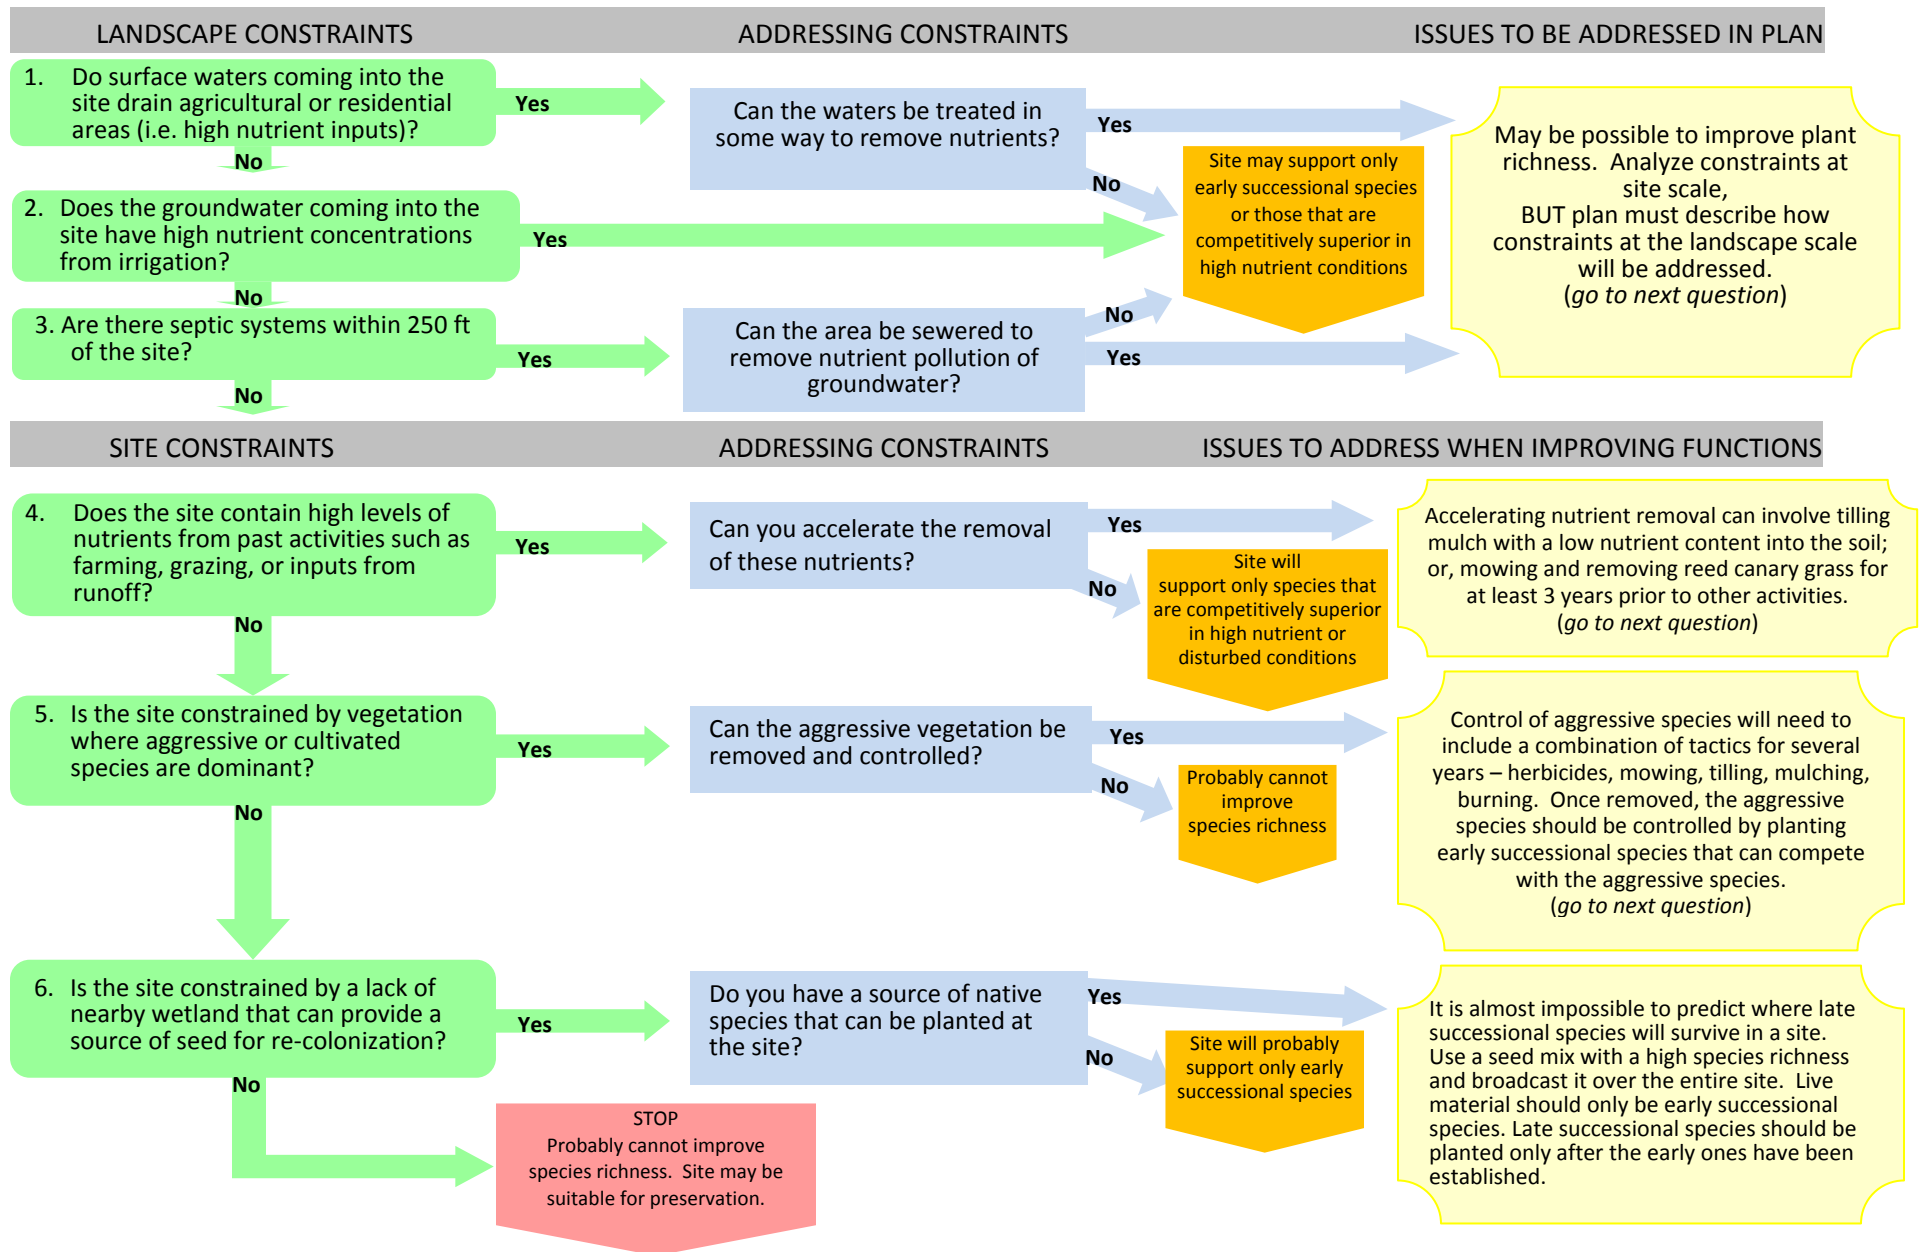 LANDSCAPE CONSTRAINTS
ADDRESSING CONSTRAINTS
ISSUES TO BE ADDRESSED IN PLAN
1. Do surface waters coming into the
site drain agricultural or residential
areas (i.e. high nutrient inputs)?
Yes
No
Can the waters be treated in
some way to remove nutrients?
Yes
No
Site may support only
early successional species
or those that are
competitively superior in
high nutrient conditions
May be possible to improve plant
richness. Analyze constraints at
site scale,
BUT plan must describe how
constraints at the landscape scale
will be addressed.
(go to next question)
2. Does the groundwater coming into the
site have high nutrient concentrations
from irrigation?
Yes
No
3. Are there septic systems within 250 ft
of the site?
Yes
No
Can the area be sewered to
remove nutrient pollution of
groundwater?
No
Yes
SITE CONSTRAINTS
ADDRESSING CONSTRAINTS
ISSUES TO ADDRESS WHEN IMPROVING FUNCTIONS
4. Does the site contain high levels of
nutrients from past activities such as
farming, grazing, or inputs from
runoff?
Yes
No
Can you accelerate the removal
of these nutrients?
Yes
No
Site will
support only species that
are competitively superior
in high nutrient or
disturbed conditions
Accelerating nutrient removal can involve tilling
mulch with a low nutrient content into the soil;
or, mowing and removing reed canary grass for
at least 3 years prior to other activities.
(go to next question)
5. Is the site constrained by vegetation
where aggressive or cultivated
species are dominant?
Yes
No
Can the aggressive vegetation be
removed and controlled?
Yes
No
Probably cannot
improve
species richness
Control of aggressive species will need to
include a combination of tactics for several
years – herbicides, mowing, tilling, mulching,
burning. Once removed, the aggressive
species should be controlled by planting
early successional species that can compete
with the aggressive species.
(go to next question)
6. Is the site constrained by a lack of
nearby wetland that can provide a
source of seed for re-colonization?
Yes
No
Do you have a source of native
species that can be planted at
the site?
Yes
No
Site will probably
support only early
successional species
It is almost impossible to predict where late
successional species will survive in a site.
Use a seed mix with a high species richness
and broadcast it over the entire site. Live
material should only be early successional
species. Late successional species should be
planted only after the early ones have been
established.
STOP
Probably cannot improve
species richness. Site may be
suitable for preservation.